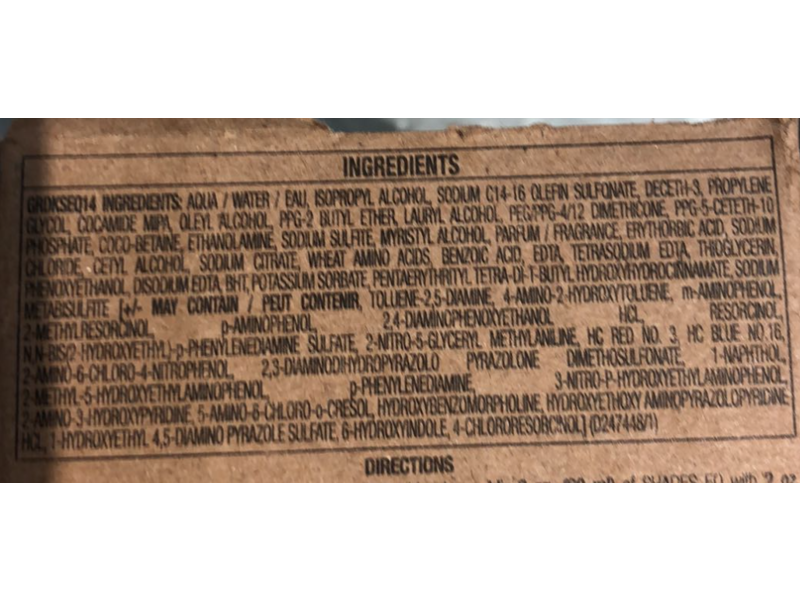 INGREDIENTS
GROKSEQ14 INGREDIENTS: AQUA / WATER / EAU, ISOPROPYL ALCOHOL, SODIUM C14-16 OLEFIN SULFONATE, DECETH-3, PROPYLENE
GLYCOL, COCAMIDE MIPA, OLEYL ALCOHOL, PPG-2 BUTYL ETHER, LAURYL ALCOHOL, PEG/PPG-4/12 DIMETHICONE, PPG-5-CETETH-10
PHOSPHATE, COCO-BETAINE, ETHANOLAMINE, SODIUM SULFITE, MYRISTYL ALCOHOL, PARFUM / FRAGRANCE, ERYTHORBIC ACID, SODIUM
CHLORIDE, CETYL ALCOHOL, SODIUM CITRATE, WHEAT AMINO ACIDS, BENZOIC ACID, EDTA, TETRASODIUM EDTA, THIOGLYCERIN,
PHENOXYETHANOL, DISODIUM EDTA, BHT, POTASSIUM SORBATE, PENTAERYTHRITYL TETRA-DI-T-BUTYL HYDROXYHYDROCINNAMATE, SODIUM
METABISULFITE [+/- MAY CONTAIN / PEUT CONTENIR, TOLUENE-2,5-DIAMINE, 4-AMINO-2-HYDROXYTOLUENE, m-AMINOPHENOL,
2-METHYLRESORCINOL, p-AMINOPHENOL, 2,4-DIAMINOPHENOXYETHANOL HCL, RESORCINOL,
N,N-BIS(2-HYDROXYETHYL)-p-PHENYLENEDIAMINE SULFATE, 2-NITRO-5-GLYCERYL METHYLANILINE, HC RED NO. 3, HC BLUE NO.16,
2-AMINO-6-CHLORO-4-NITROPHENOL, 2,3-DIAMINODIHYDROPYRAZOLO PYRAZOLONE DIMETHOSULFONATE, 1-NAPHTHOL,
2-METHYL-5-HYDROXYETHYLAMINOPHENOL, p-PHENYLENEDIAMINE, 3-NITRO-P-HYDROXYETHYLAMINOPHENOL,
2-AMINO-3-HYDROXYPYRIDINE, 5-AMINO-6-CHLORO-o-CRESOL, HYDROXYBENZOMORPHOLINE, HYDROXYETHOXY AMINOPYRAZOLOPYRIDINE
HCL, 1-HYDROXYETHYL 4,5-DIAMINO PYRAZOLE SULFATE, 6-HYDROXYINDOLE, 4-CHLORORESORCINOL] (D247448/1)
DIRECTIONS
of SHADES EQ with 2 oz